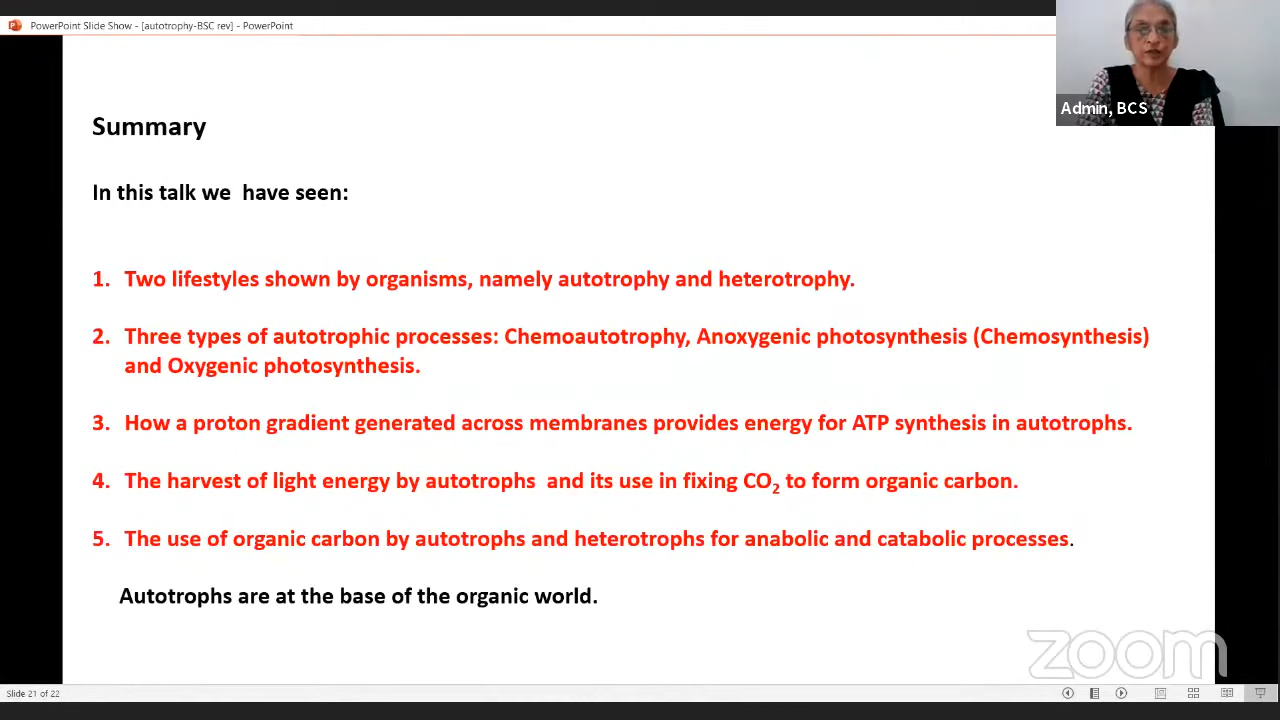 PowerPoint Slide Show - [autotrophy-BSC rev] - PowerPoint
Admin, BCS
Summary
In this talk we have seen:
1. Two lifestyles shown by organisms, namely autotrophy and heterotrophy.
2. Three types of autotrophic processes: Chemoautotrophy, Anoxygenic photosynthesis (Chemosynthesis)
and Oxygenic photosynthesis.
3. How a proton gradient generated across membranes provides energy for ATP synthesis in autotrophs.
4. The harvest of light energy by autotrophs and its use in fixing CO₂ to form organic carbon.
5. The use of organic carbon by autotrophs and heterotrophs for anabolic and catabolic processes.
Autotrophs are at the base of the organic world.
zoom
Slide 21 of 22